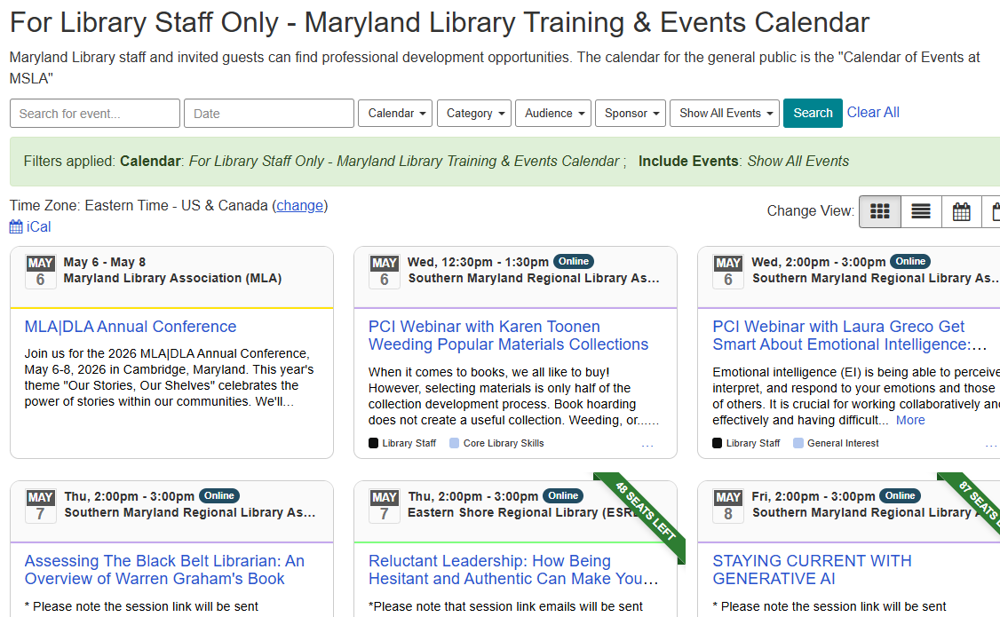 For Library Staff Only - Maryland Library Training & Events Calendar
Maryland Library staff and invited guests can find professional development opportunities. The calendar for the general public is the "Calendar of Events at
MSLA"
Search for event...
Date
Calendar
Category
Audience
Sponsor
Show All Events
Search
Clear All
Filters applied: Calendar: For Library Staff Only - Maryland Library Training & Events Calendar ; Include Events: Show All Events
Time Zone: Eastern Time - US & Canada (change)
Change View:
iCal
MAY
6
May 6 - May 8
Maryland Library Association (MLA)
MLA|DLA Annual Conference
Join us for the 2026 MLA|DLA Annual Conference,
May 6-8, 2026 in Cambridge, Maryland. This year's
theme "Our Stories, Our Shelves" celebrates the
power of stories within our communities. We'll…
MAY
6
Wed, 12:30pm - 1:30pm Online
Southern Maryland Regional Library As…
PCI Webinar with Karen Toonen
Weeding Popular Materials Collections
When it comes to books, we all like to buy!
However, selecting materials is only half of the
collection development process. Book hoarding
does not create a useful collection. Weeding, or……
Library Staff
Core Library Skills
...
MAY
6
Wed, 2:00pm - 3:00pm Online
Southern Maryland Regional Library As…
PCI Webinar with Laura Greco Get
Smart About Emotional Intelligence:…
Emotional intelligence (EI) is being able to perceive
interpret, and respond to your emotions and those
of others. It is crucial for working collaboratively and
effectively and having difficult... More
Library Staff
General Interest
...
MAY
7
Thu, 2:00pm - 3:00pm Online
Southern Maryland Regional Library As…
Assessing The Black Belt Librarian: An
Overview of Warren Graham's Book
* Please note the session link will be sent
MAY
7
Thu, 2:00pm - 3:00pm Online
Eastern Shore Regional Library (ESRL
48 SEATS LEFT
Reluctant Leadership: How Being
Hesitant and Authentic Can Make You…
*Please note that session link emails will be sent
MAY
8
Fri, 2:00pm - 3:00pm Online
Southern Maryland Regional Library
87 SEATS
STAYING CURRENT WITH
GENERATIVE AI
* Please note the session link will be sent